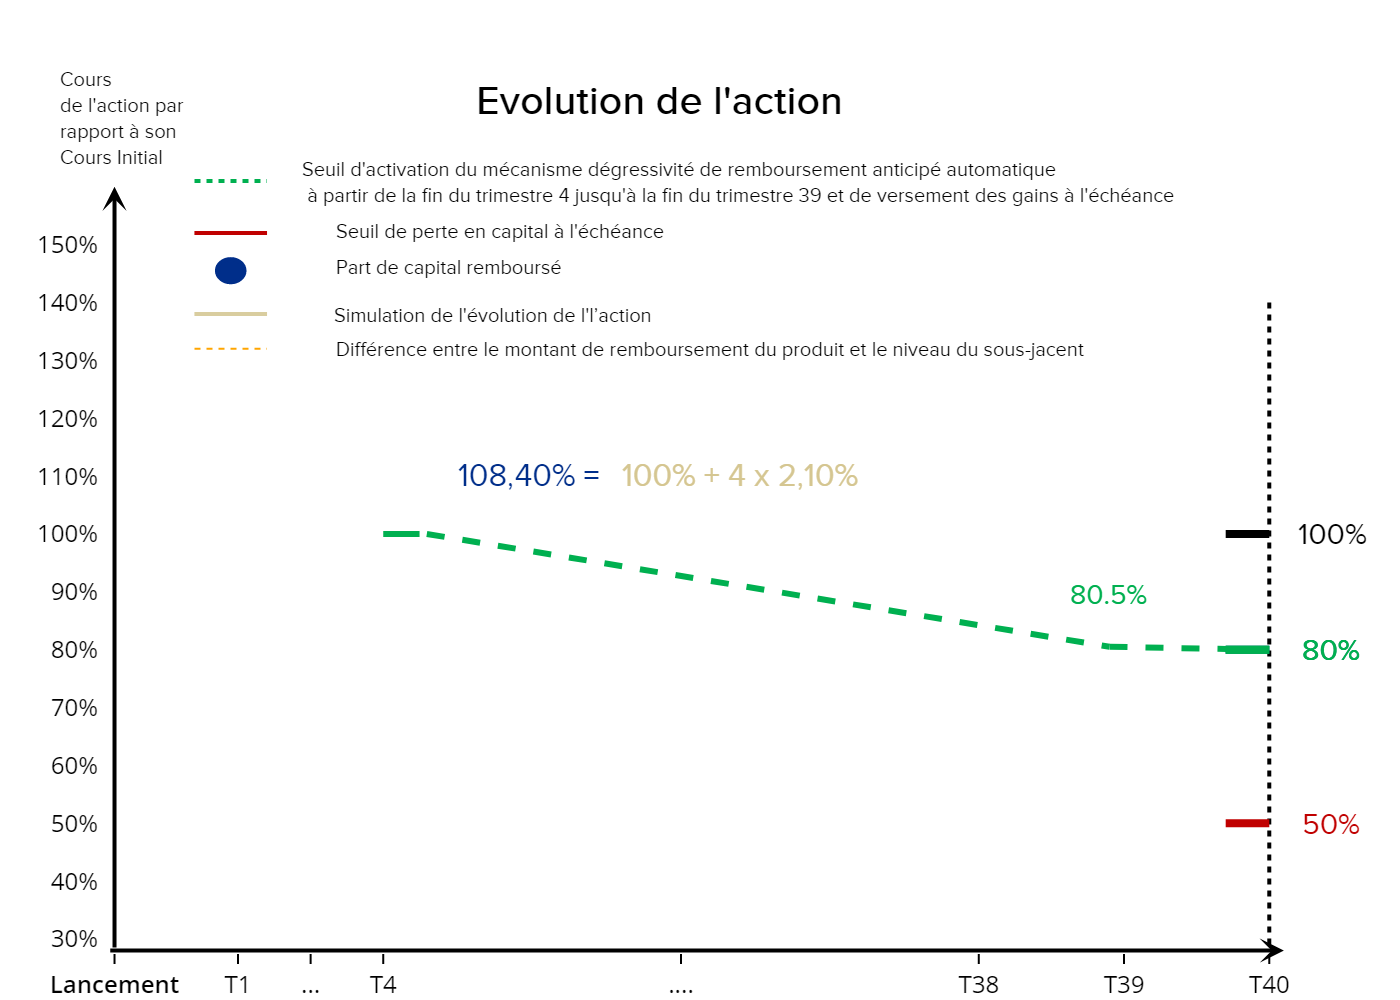 Cours
de l'action par
rapport à son
Cours Initial
Evolution de l'action
Seuil d'activation du mécanisme dégressivité de remboursement anticipé automatique
à partir de la fin du trimestre 4 jusqu'à la fin du trimestre 39 et de versement des gains à l'échéance
Seuil de perte en capital à l'échéance
Part de capital remboursé
Simulation de l'évolution de l'l’action
Différence entre le montant de remboursement du produit et le niveau du sous-jacent
150%
140%
130%
120%
110%
100%
90%
80%
70%
60%
50%
40%
30%
108,40% = 100% + 4 x 2,10%
100%
80.5%
80%
50%
Lancement T1 ... T4 .... T38 T39 T40